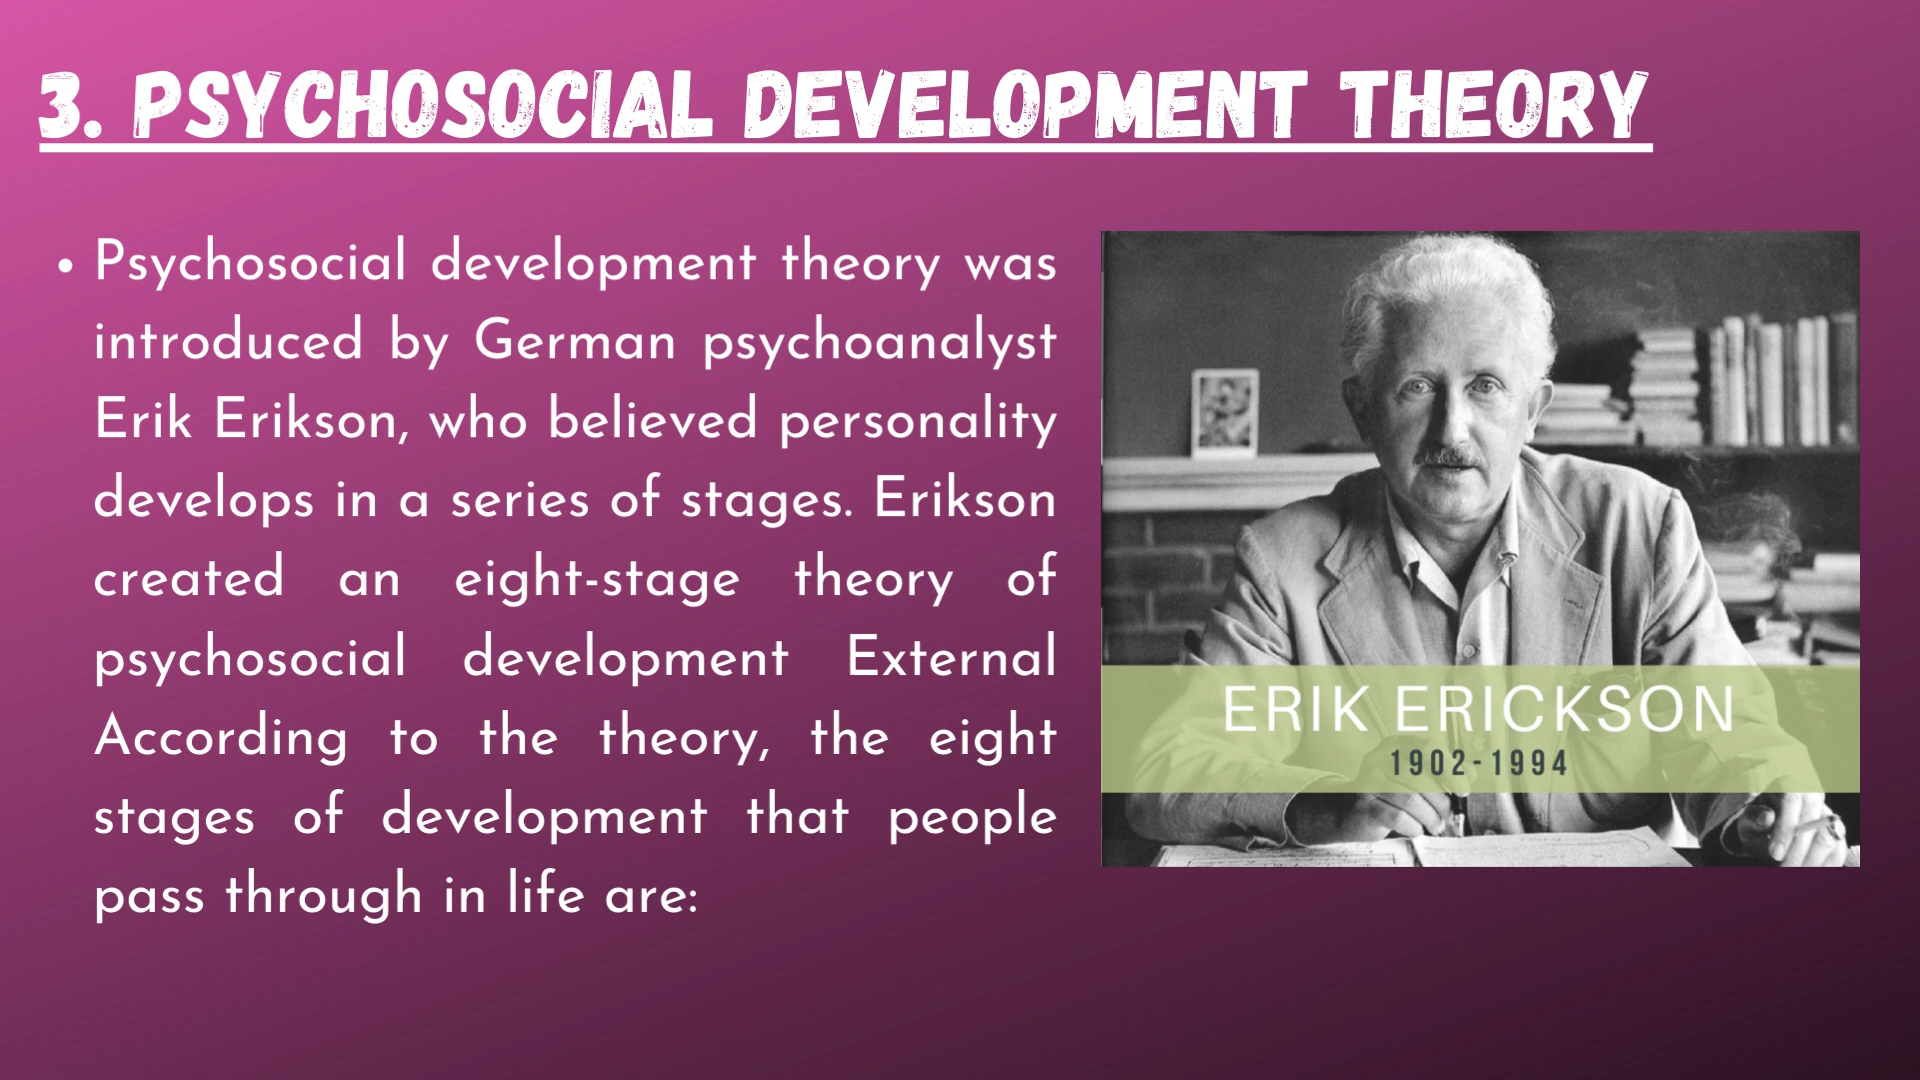 3. PSYCHOSOCIAL DEVELOPMENT THEORY
• Psychosocial development theory was
introduced by German psychoanalyst
Erik Erikson, who believed personality
develops in a series of stages. Erikson
created an eight-stage theory of
psychosocial development External
According to the theory, the eight
stages of development that people
pass through in life are:
ERIK ERICKSON
1902-1994